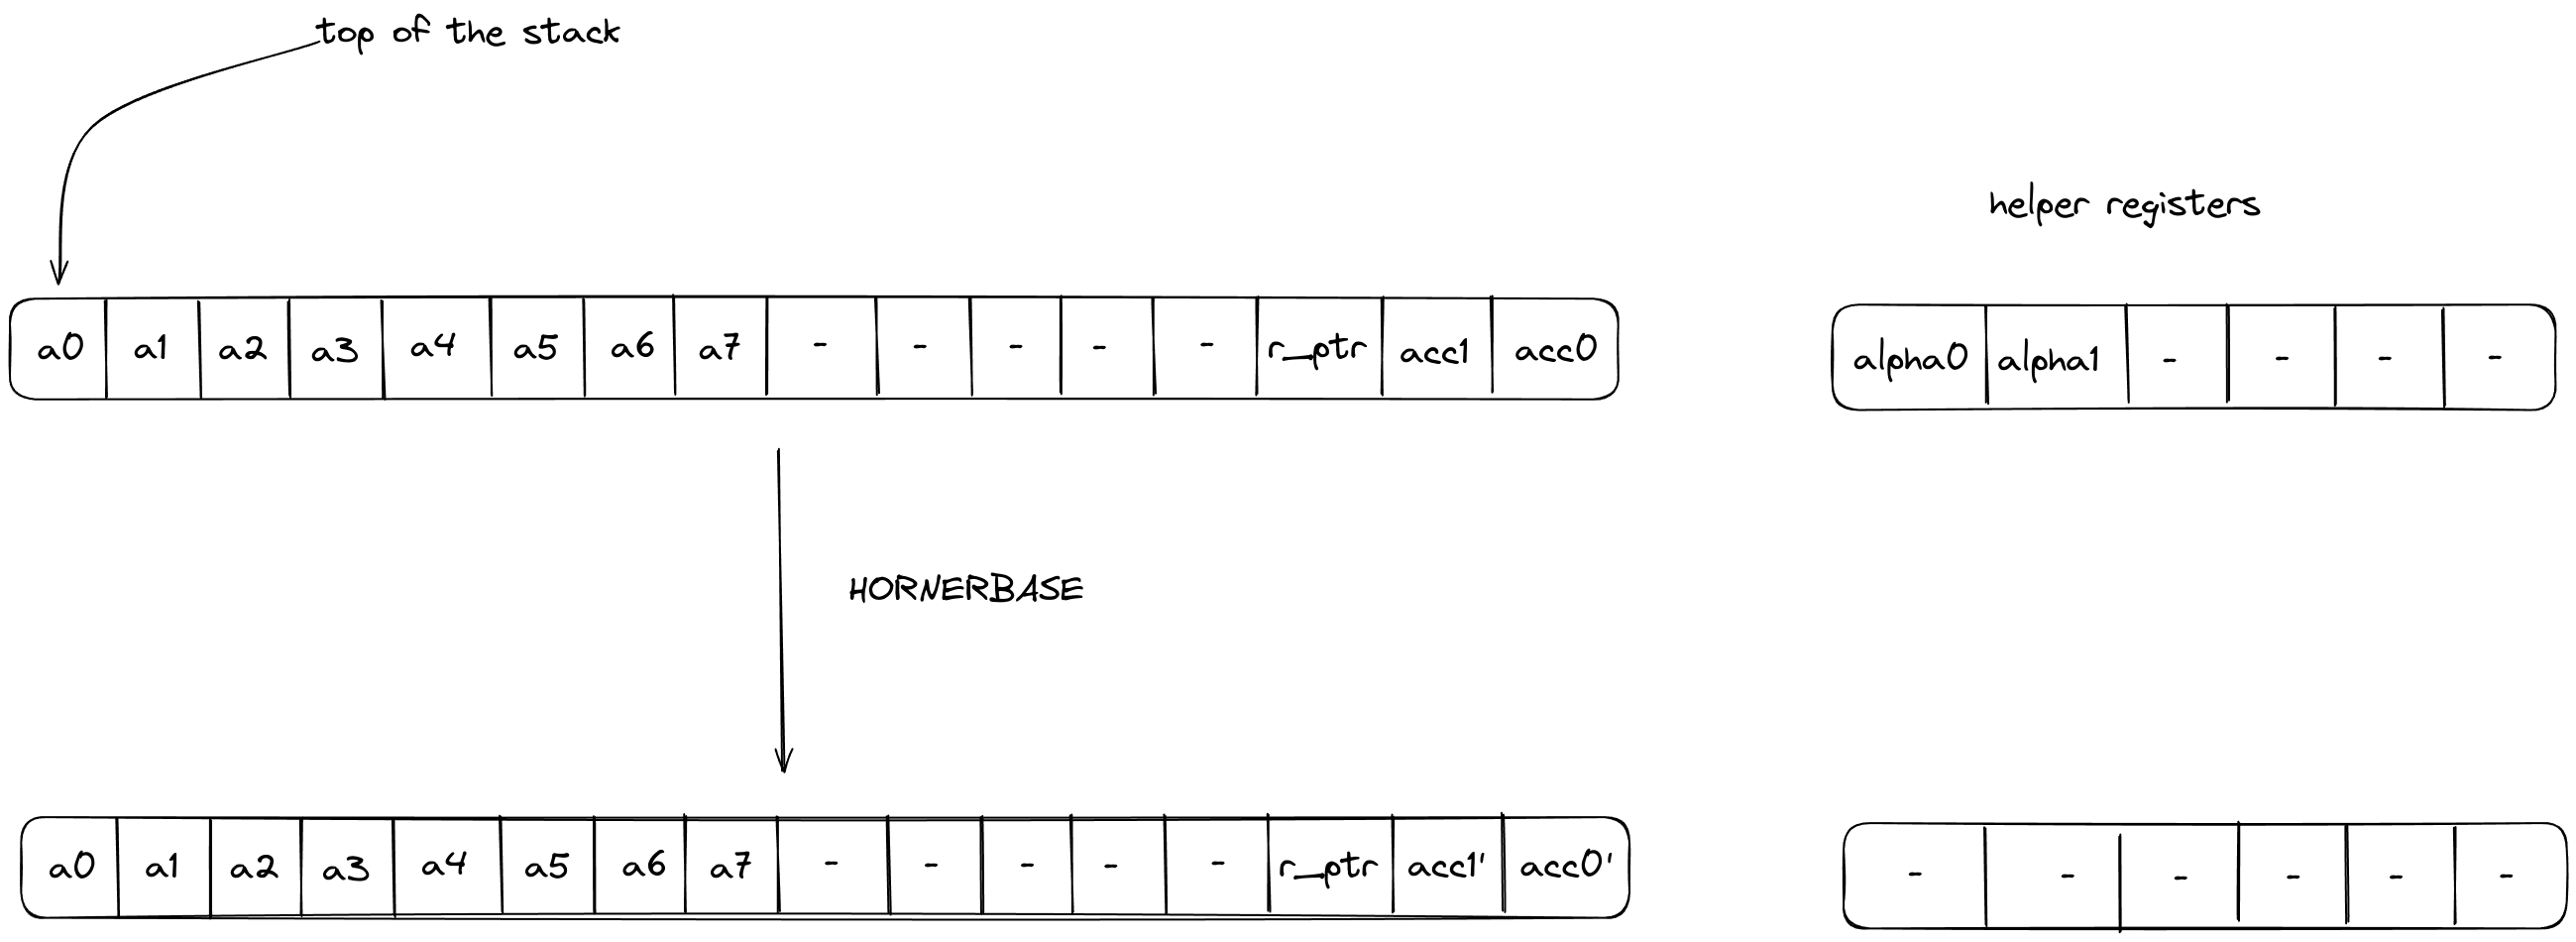 top of the stack
helper registers
a0 a1 a2 a3 a4 a5 a6 a7 - - - - - r_ptr acc1 acc0
alpha0 alpha1 - - - -
HORNERBASE
a0 a1 a2 a3 a4 a5 a6 a7 - - - - - r_ptr acc1' acc0'
- - - - - -